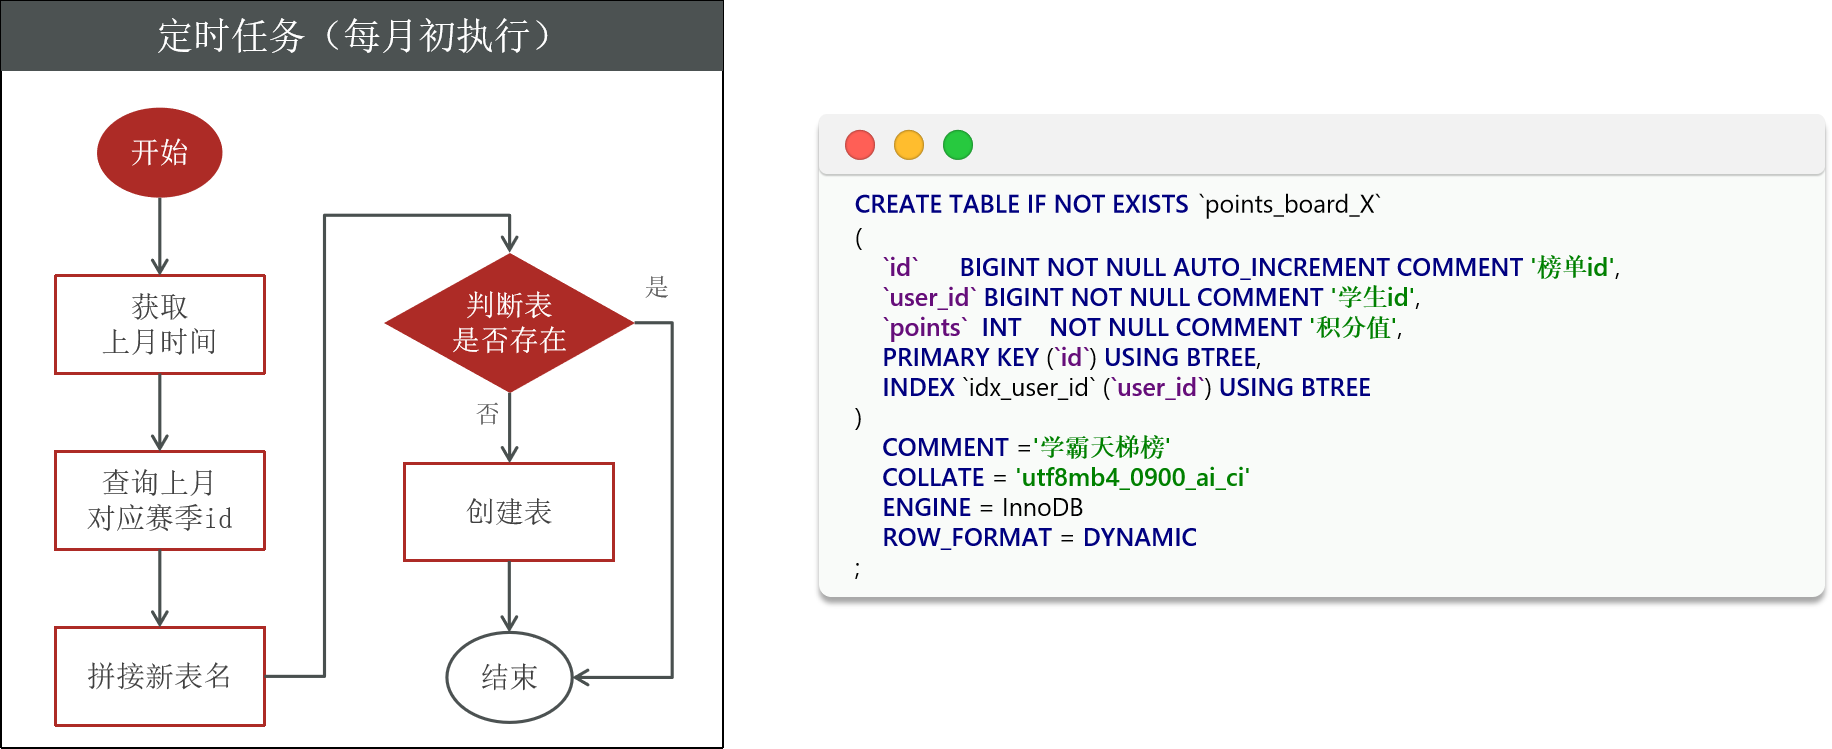 定时任务（每月初执行）
开始
获取
上月时间
查询上月
对应赛季id
拼接新表名
判断表
是否存在
是
否
创建表
结束
CREATE TABLE IF NOT EXISTS `points_board_X`
(
`id` BIGINT NOT NULL AUTO_INCREMENT COMMENT '榜单id',
`user_id` BIGINT NOT NULL COMMENT '学生id',
`points` INT NOT NULL COMMENT '积分值',
PRIMARY KEY (`id`) USING BTREE,
INDEX `idx_user_id` (`user_id`) USING BTREE
)
COMMENT ='学霸天梯榜'
COLLATE = 'utf8mb4_0900_ai_ci'
ENGINE = InnoDB
ROW_FORMAT = DYNAMIC
;